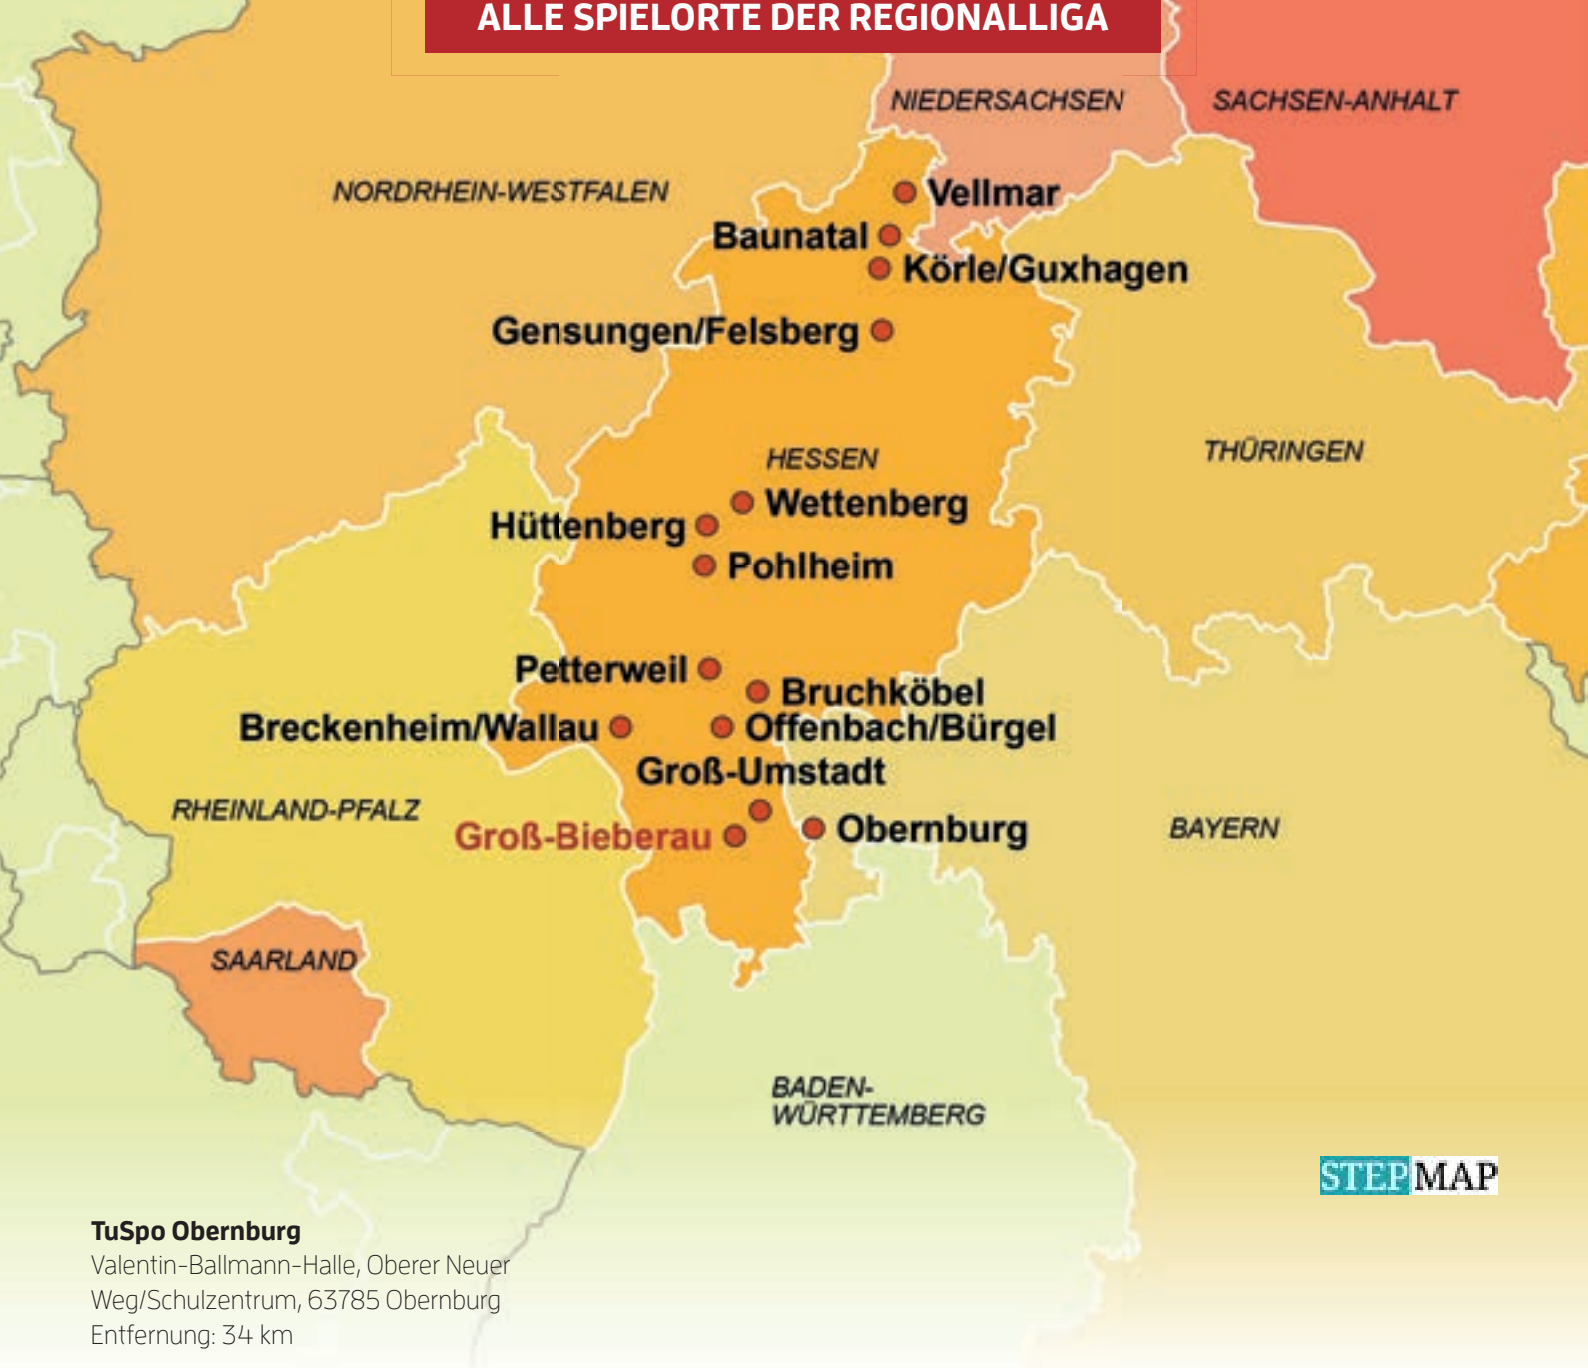 ALLE SPIELORTE DER REGIONALLIGA
NIEDERSACHSEN
SACHSEN-ANHALT
NORDRHEIN-WESTFALEN
Vellmar
Baunatal
Körle/Guxhagen
Gensungen/Felsberg
HESSEN
THÜRINGEN
Wettenberg
Hüttenberg
Pohlheim
Petterweil
Bruchköbel
Breckenheim/Wallau
Offenbach/Bürgel
Groß-Umstadt
RHEINLAND-PFALZ
Groß-Bieberau
Obernburg
BAYERN
SAARLAND
BADEN-
WÜRTTEMBERG
STEPMAP
TuSpo Obernburg
Valentin-Ballmann-Halle, Oberer Neuer
Weg/Schulzentrum, 63785 Obernburg
Entfernung: 34 km